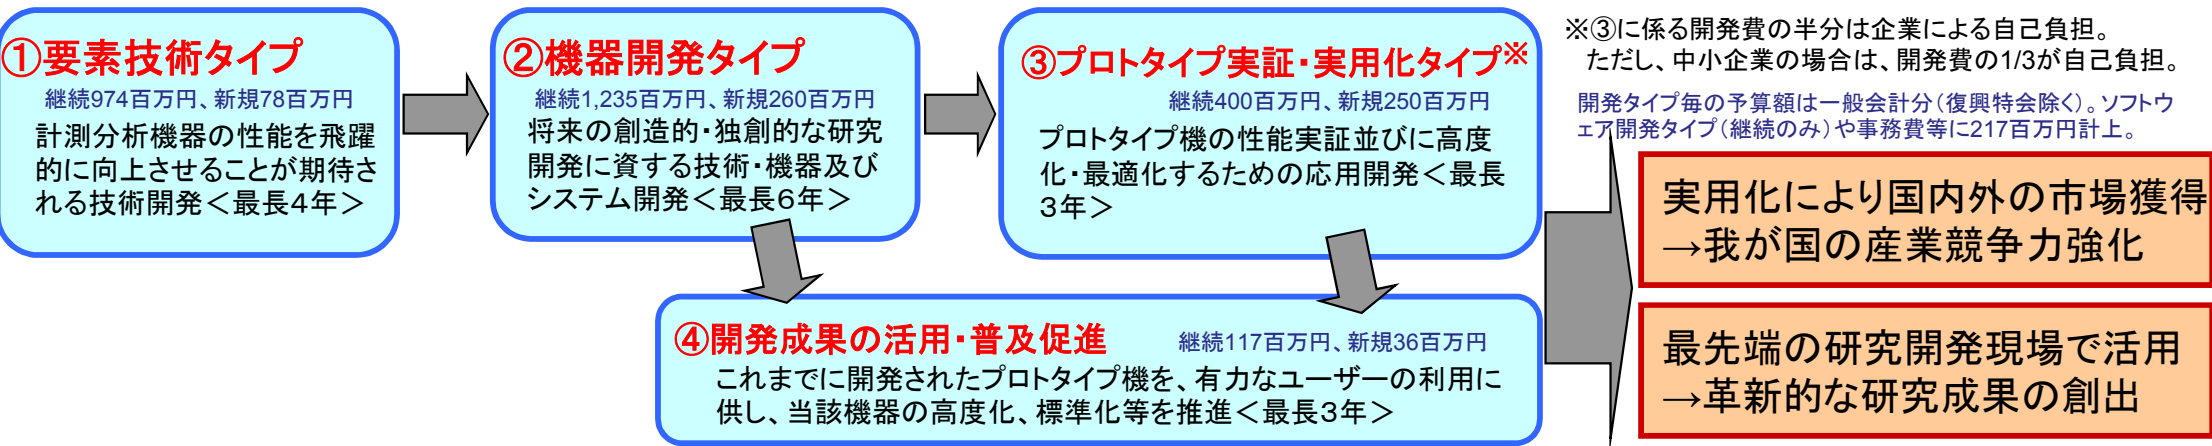 ①要素技術タイプ
継続974百万円、新規78百万円
計測分析機器の性能を飛躍
的に向上させることが期待さ
れる技術開発＜最長4年＞
②機器開発タイプ
継続1,235百万円、新規260百万円
将来の創造的・独創的な研究
開発に資する技術・機器及び
システム開発＜最長6年＞
③プロトタイプ実証・実用化タイプ※
継続400百万円、新規250百万円
プロトタイプ機の性能実証並びに高度
化・最適化するための応用開発＜最長
３年＞
④開発成果の活用・普及促進
継続117百万円、新規36百万円
これまでに開発されたプロトタイプ機を、有力なユーザーの利用に
供し、当該機器の高度化、標準化等を推進＜最長３年＞
※③に係る開発費の半分は企業による自己負担。
ただし、中小企業の場合は、開発費の1/3が自己負担。
開発タイプ毎の予算額は一般会計分（復興特会除く）。ソフトウ
ェア開発タイプ（継続のみ）や事務費等に217百万円計上。
実用化により国内外の市場獲得
→我が国の産業競争力強化
最先端の研究開発現場で活用
→革新的な研究成果の創出